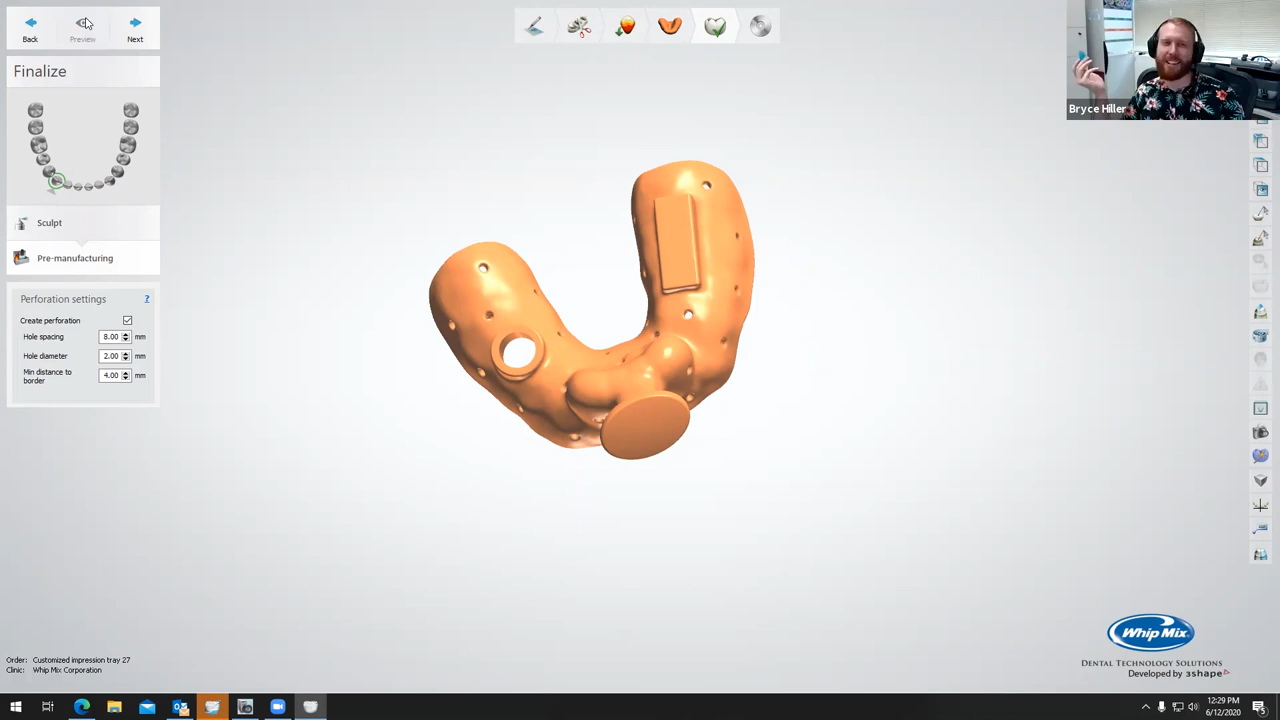 Back
Preview
Next
Finalize
Sculpt
Pre-manufacturing
Perforation settings
?
Create perforation
Hole spacing
8.00
mm
Hole diameter
2.00
mm
Min distance to
border
4.00
mm
Bryce Hiller
Whip Mix
DENTAL TECHNOLOGY SOLUTIONS
Developed by 3shape
Order: Customized impression tray 27
Clinic: Whip Mix Corporation
12:29 PM
6/12/2020
5